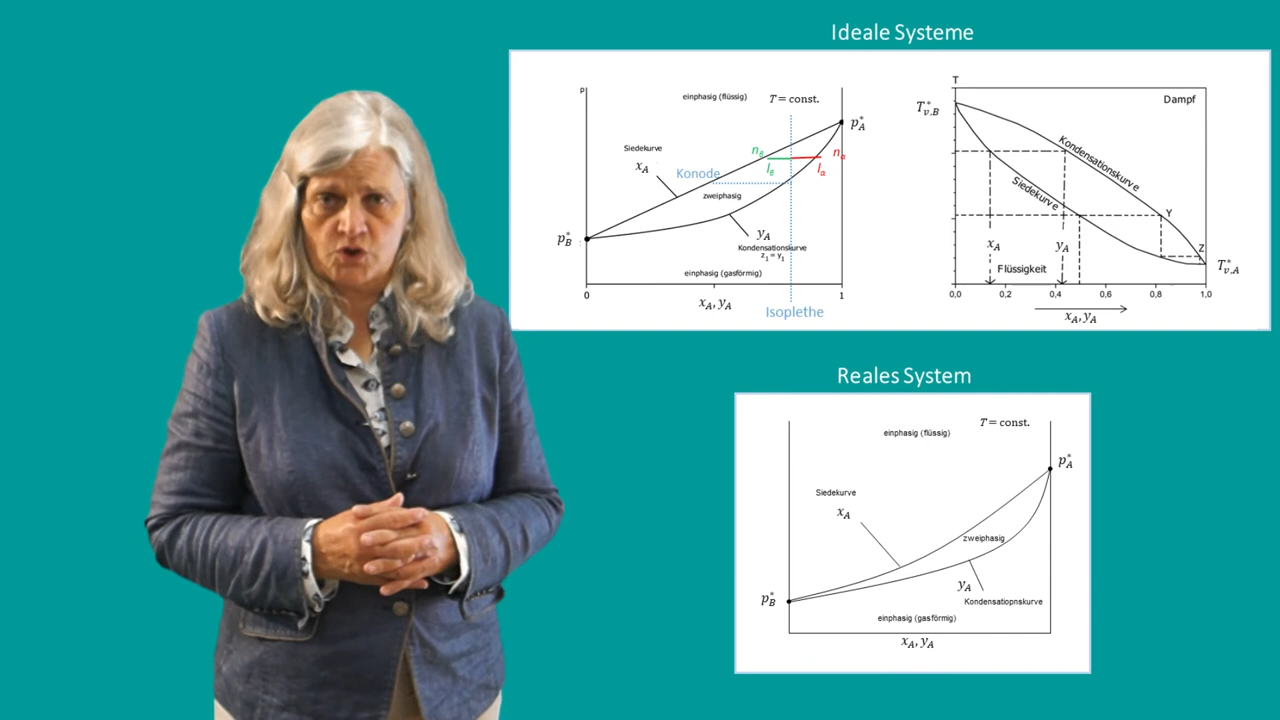 Ideale Systeme
p
einphasig (flüssig)
T = const.
p*A
Siedekurve
xA
nβ
nα
Konode
lβ
lα
zweiphasig
p*B
yA
Kondensationskurve
z1 = y1
einphasig (gasförmig)
0
1
xA, yA
Isoplethe
T
Dampf
T*v.B
Kondensationskurve
Siedekurve
Y
Z
xA
yA
Flüssigkeit
T*v.A
0,0
0,2
0,4
0,6
0,8
1,0
xA, yA
Reales System
T = const.
einphasig (flüssig)
p*A
Siedekurve
xA
zweiphasig
yA
p*B
Kondensatiopnskurve
einphasig (gasförmig)
xA, yA